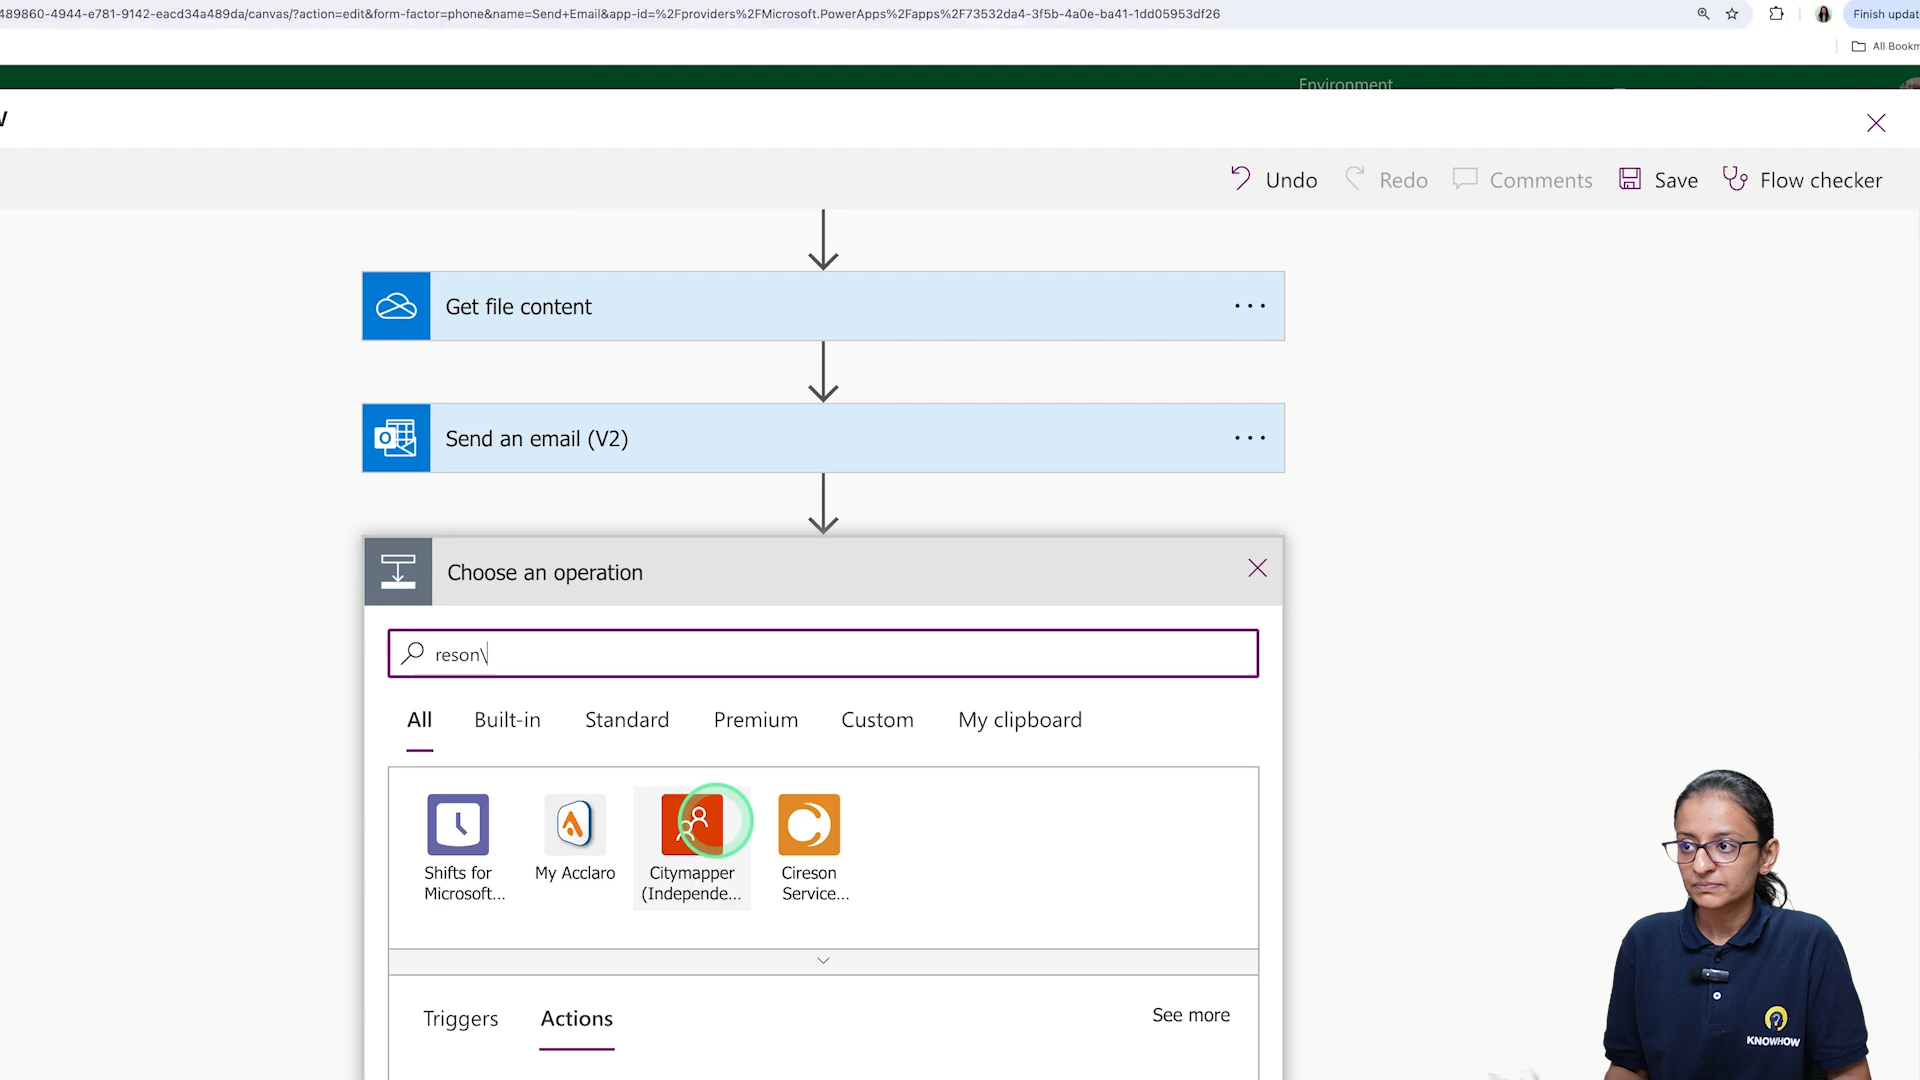 489860-4944-e781-9142-eacd34a489da/canvas/?action=edit&form-factor=phone&name=Send+Email&app-id=%2Fproviders%2FMicrosoft.PowerApps%2Fapps%2F73532da4-3f5b-4a0e-ba41-1dd05953df26
Finish updat
All Bookm
Environment
Undo
Redo
Comments
Save
Flow checker
Get file content
Send an email (V2)
Choose an operation
reson\
All
Built-in
Standard
Premium
Custom
My clipboard
Shifts for
Microsoft...
My Acclaro
Citymapper
(Independe...
Cireson
Service...
Triggers
Actions
See more
KNOWHOW